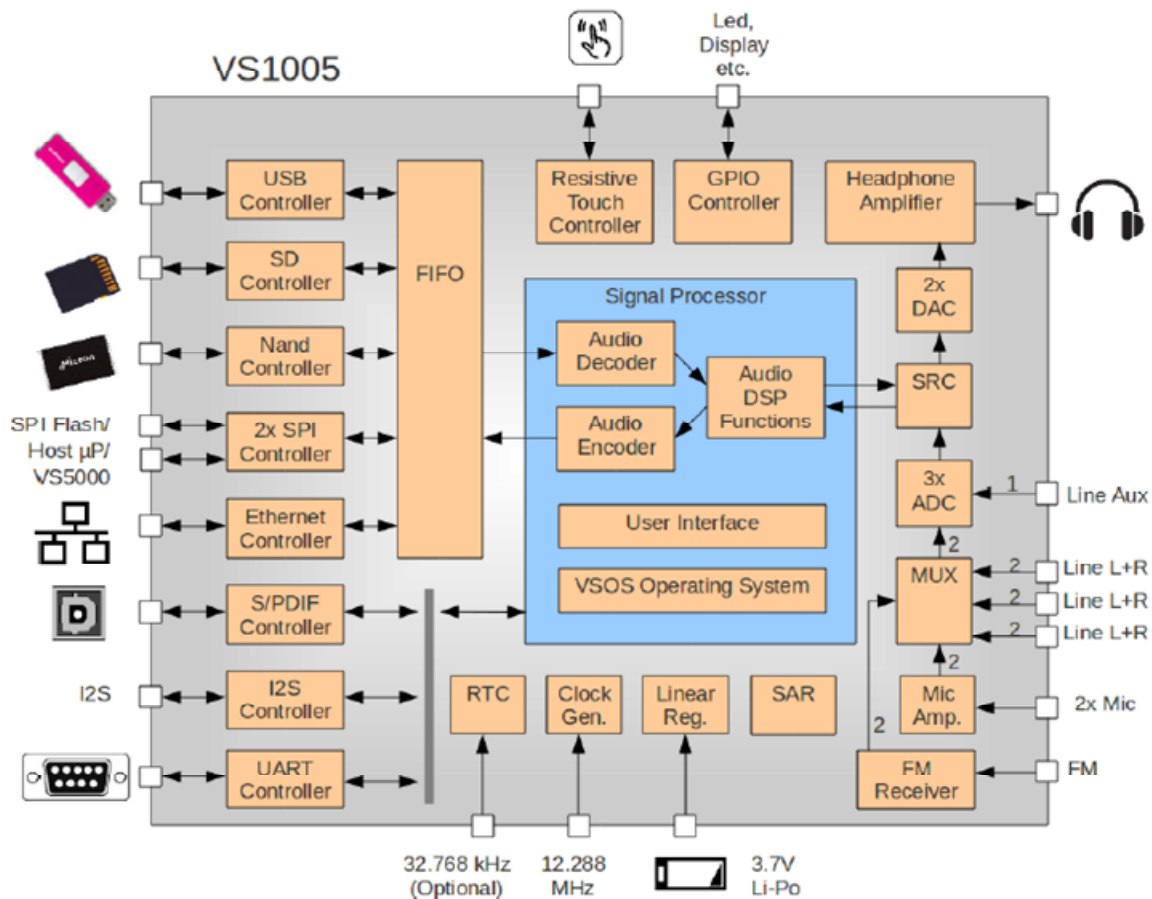 VS1005
Led,
Display
etc.
USB
Controller
SD
Controller
Nand
Controller
SPI Flash/
Host µP/
VS5000
2x SPI
Controller
Ethernet
Controller
S/PDIF
Controller
I2S
I2S
Controller
UART
Controller
FIFO
Resistive
Touch
Controller
GPIO
Controller
Headphone
Amplifier
Signal Processor
Audio
Decoder
Audio
Encoder
Audio
DSP
Functions
User Interface
VSOS Operating System
2x
DAC
SRC
3x
ADC
1
Line Aux
2
MUX
2
Line L+R
2
Line L+R
2
Line L+R
2
Mic
Amp.
2x Mic
2
FM
Receiver
FM
RTC
Clock
Gen.
Linear
Reg.
SAR
32.768 kHz
(Optional)
12.288
MHz
3.7V
Li-Po
D